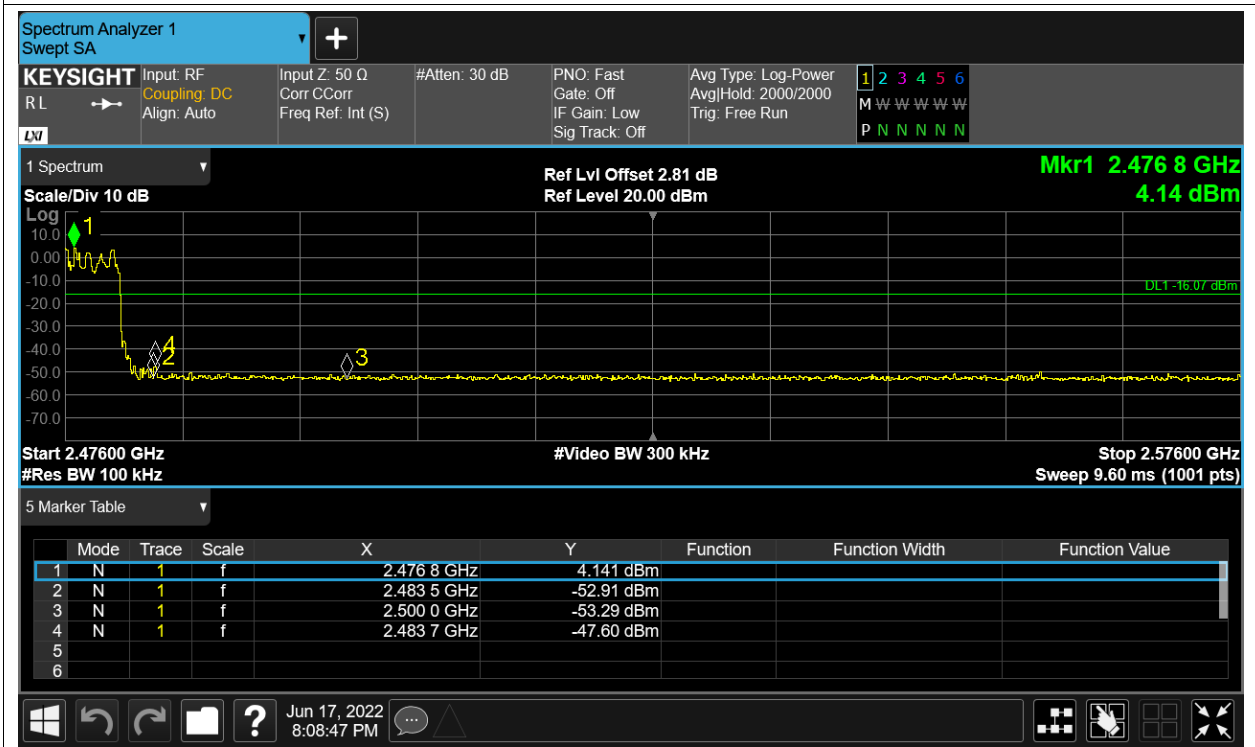 Spectrum Analyzer 1
Swept SA
KEYSIGHT Input: RF Input Z: 50 Ω #Atten: 30 dB PNO: Fast Avg Type: Log-Power 1 2 3 4 5 6
R L Coupling: DC Corr CCorr Gate: Off Avg|Hold: 2000/2000 M W W W W W W
Align: Auto Freq Ref: Int (S) IF Gain: Low Trig: Free Run
LXI Sig Track: Off P N N N N N
1 Spectrum Ref Lvl Offset 2.81 dB Mkr1 2.476 8 GHz
Scale/Div 10 dB Ref Level 20.00 dBm 4.14 dBm
Log
1
10.0
0.00
-10.0
DL1 -16.07 dBm
-20.0
-30.0
-40.0 4
2 3
-50.0
-60.0
-70.0
Start 2.47600 GHz #Video BW 300 kHz Stop 2.57600 GHz
#Res BW 100 kHz Sweep 9.60 ms (1001 pts)
5 Marker Table
Mode Trace Scale X Y Function Function Width Function Value
1 N 1 f 2.476 8 GHz 4.141 dBm
2 N 1 f 2.483 5 GHz -52.91 dBm
3 N 1 f 2.500 0 GHz -53.29 dBm
4 N 1 f 2.483 7 GHz -47.60 dBm
5
6
? Jun 17, 2022
8:08:47 PM